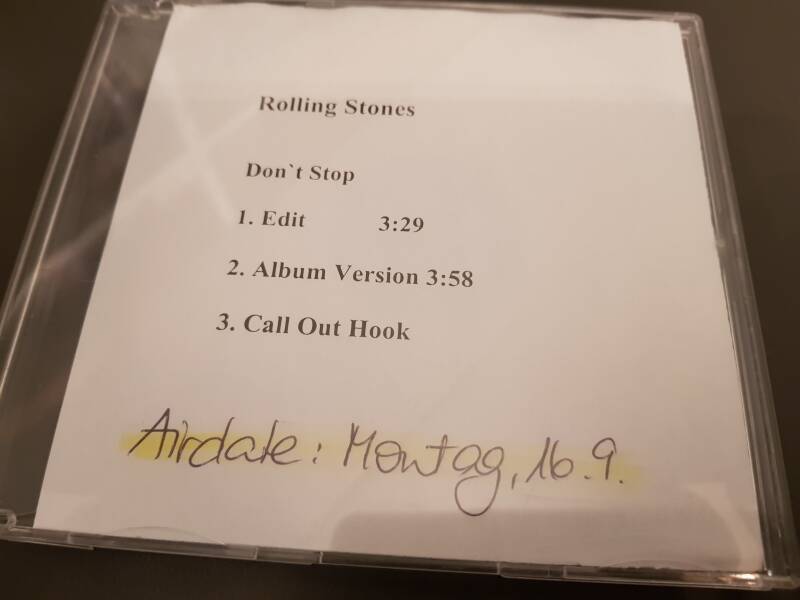 Rolling Stones
Don`t Stop
1. Edit 3:29
2. Album Version 3:58
3. Call Out Hook
Airdate: Montag, 16.9.